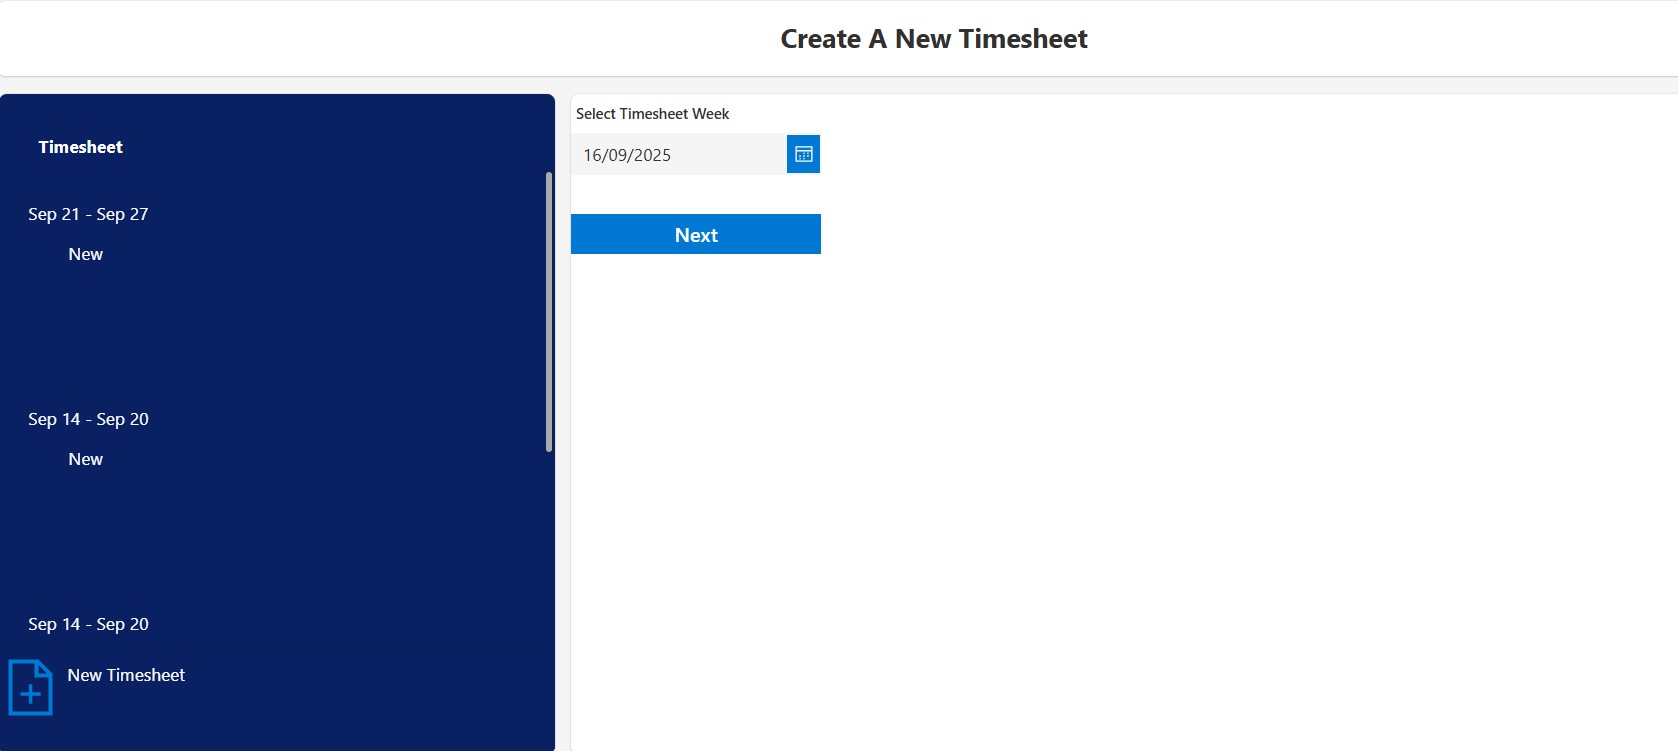 Create A New Timesheet
Timesheet
Sep 21 - Sep 27
New
Sep 14 - Sep 20
New
Sep 14 - Sep 20
New Timesheet
Select Timesheet Week
16/09/2025
Next